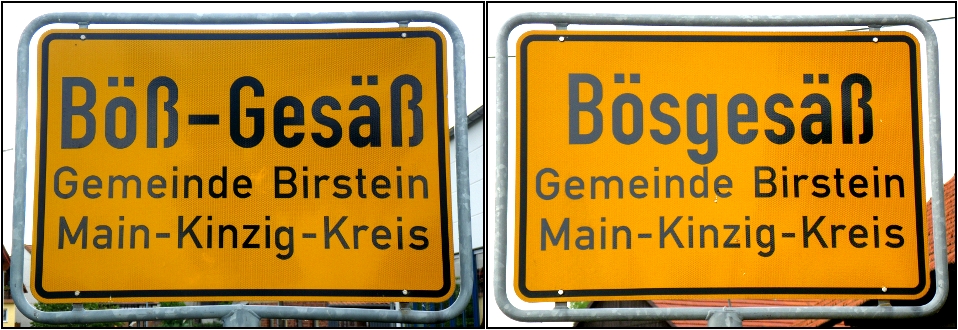 Böß-Gesäß
Gemeinde Birstein
Main-Kinzig-Kreis
Bösgesäß
Gemeinde Birstein
Main-Kinzig-Kreis